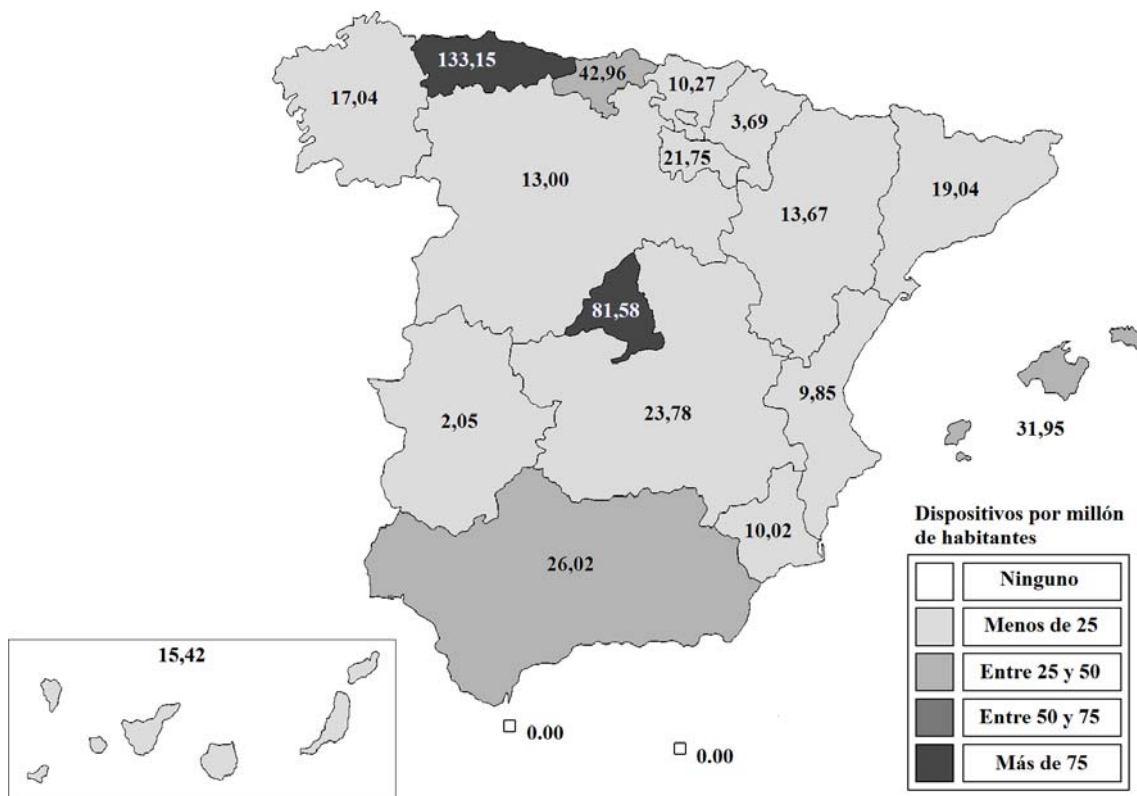 133,15
42,96
10,27
17,04
3,69
21,75
13,00
19,04
13,67
81,58
9,85
2,05
23,78
31,95
10,02
26,02
Dispositivos por millón
de habitantes
Ninguno
Menos de 25
Entre 25 y 50
Entre 50 y 75
Más de 75
15,42
0.00
0.00